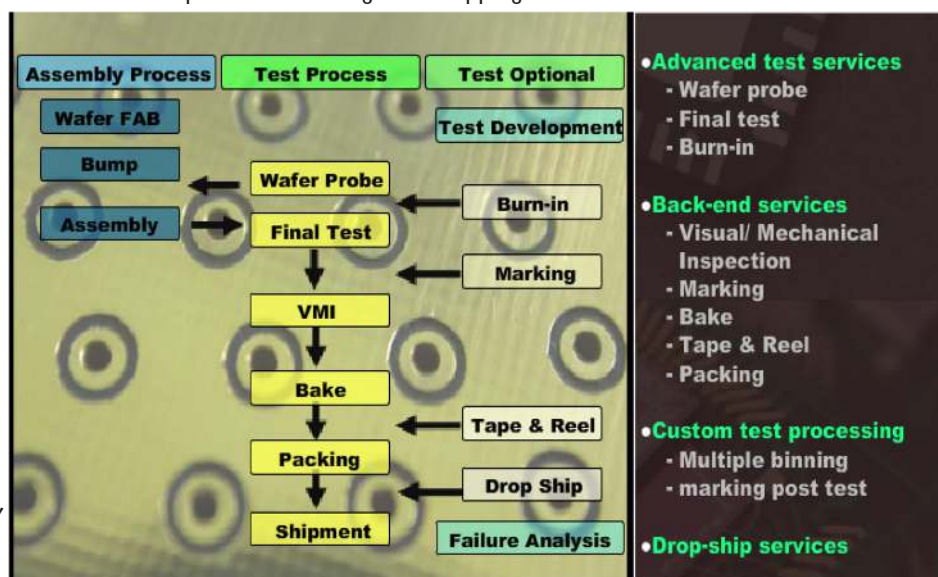 Assembly Process
Test Process
Test Optional
Wafer FAB
Test Development
Bump
Wafer Probe
Burn-in
Assembly
Final Test
Marking
VMI
Bake
Tape & Reel
Packing
Drop Ship
Shipment
Failure Analysis
•Advanced test services
- Wafer probe
- Final test
- Burn-in
•Back-end services
- Visual/ Mechanical
Inspection
- Marking
- Bake
- Tape & Reel
- Packing
•Custom test processing
- Multiple binning
- marking post test
•Drop-ship services